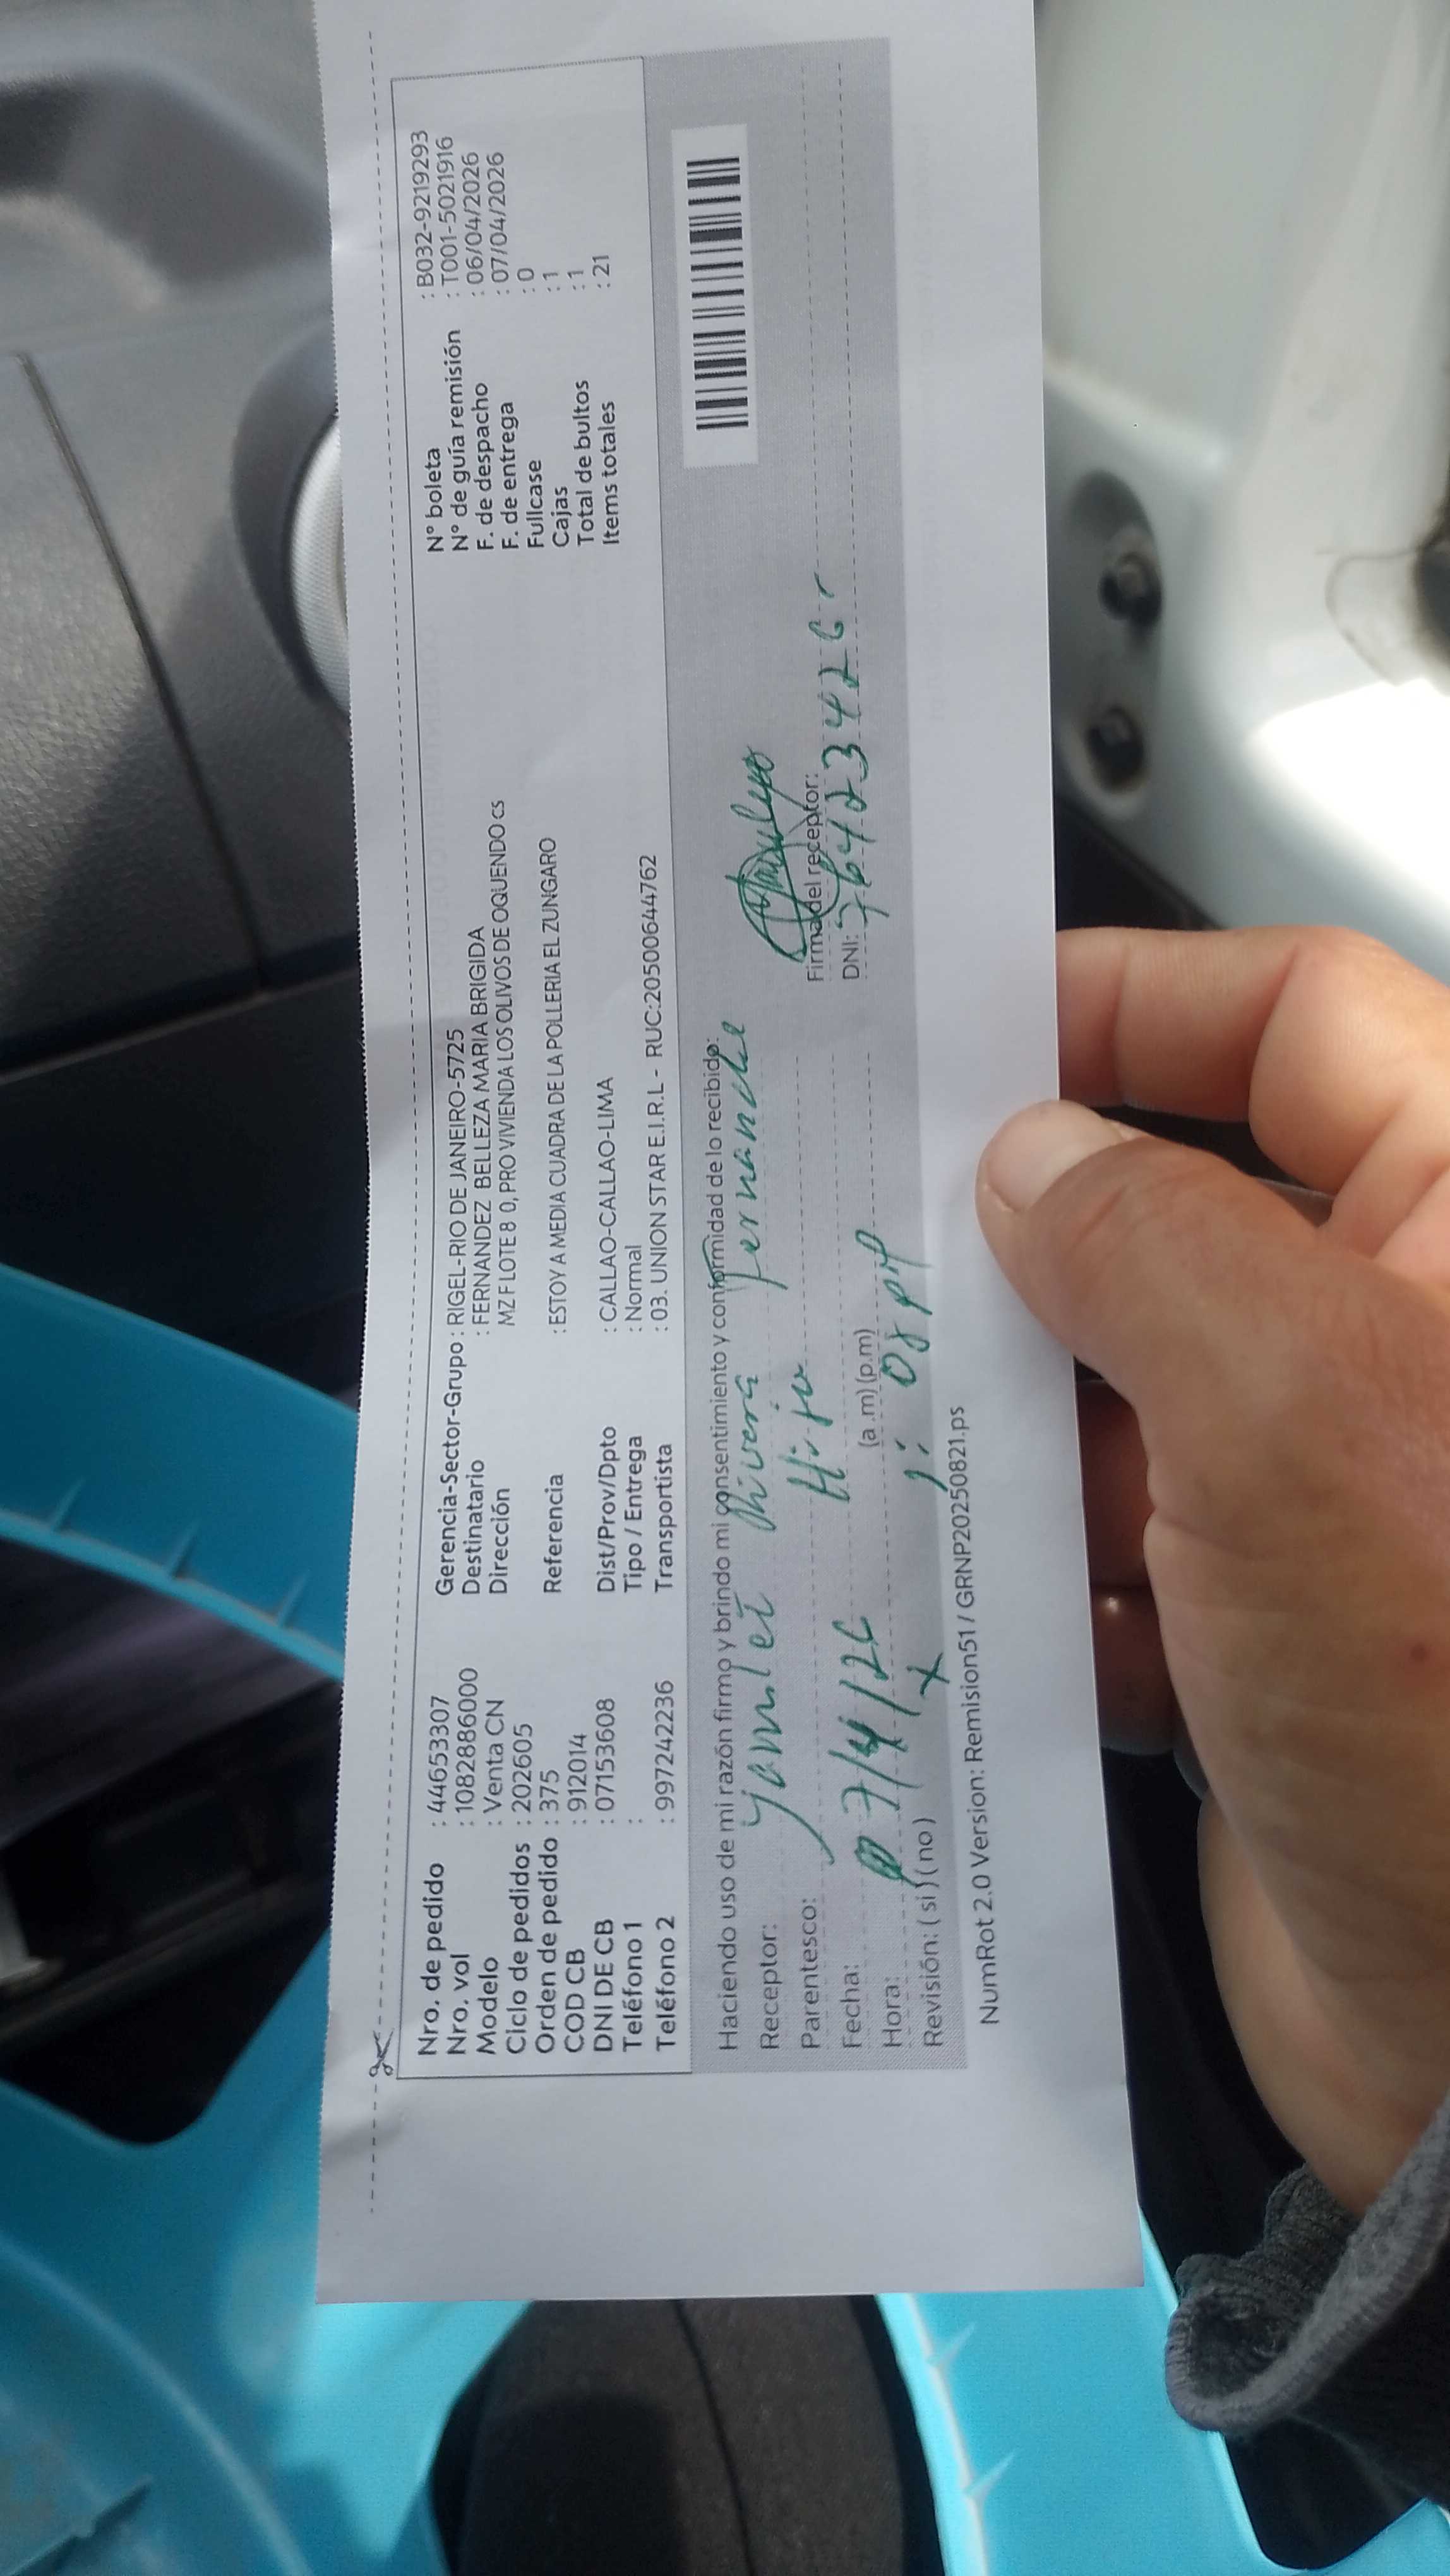 Nro. de pedido : 44653307
Nro. vol : 1082886000
Modelo : Venta CN
Ciclo de pedidos : 202605
Orden de pedido : 375
COD CB : 912014
DNI DE CB : 07153608
Teléfono 1 :
Teléfono 2 : 997242236
Gerencia-Sector-Grupo : RIGEL-RIO DE JANEIRO-5725
Destinatario : FERNANDEZ BELLEZA MARIA BRIGIDA
Dirección MZ F LOTE 8 0, PRO VIVIENDA LOS OLIVOS DE OQUENDO cs
Referencia : ESTOY A MEDIA CUADRA DE LA POLLERIA EL ZUNGARO
Dist/Prov/Dpto : CALLAO-CALLAO-LIMA
Tipo / Entrega : Normal
Transportista : 03. UNION STAR E.I.R.L - RUC:20500644762
N° boleta : B032-9219293
N° de guía remisión : T001-5021916
F. de despacho : 06/04/2026
F. de entrega : 07/04/2026
Fullcase : 0
Cajas : 1
Total de bultos : 1
Items totales : 21
Haciendo uso de mi razón firmo y brindo mi consentimiento y conformidad de lo recibido:
Receptor: Yamlet
Parentesco:
Fecha: 07/4/26
Hora: (a.m) (p.m)
Revisión: ( si ) ( no ) X
Firma del receptor:
DNI:
NumRot 2.0 Version: Remision51 / GRNP20250821.ps